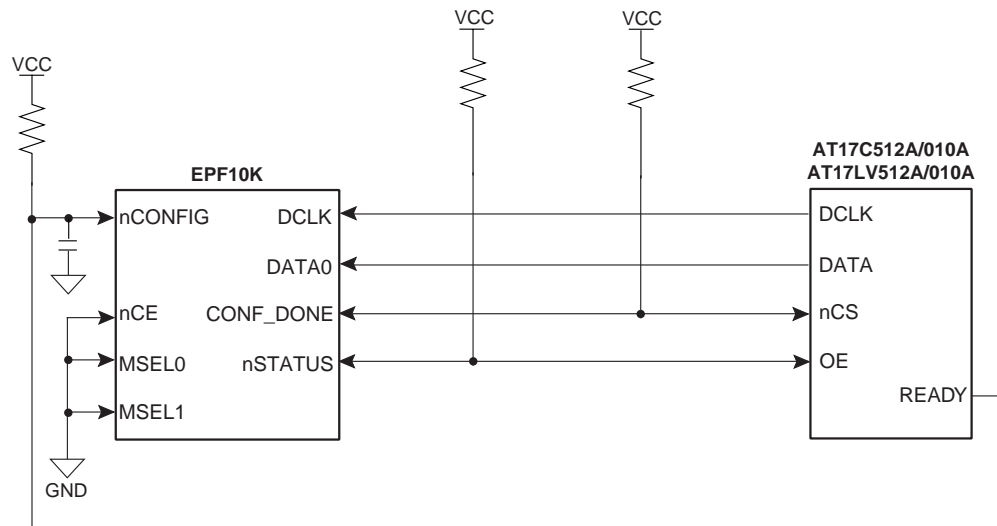 VCC
VCC
VCC
EPF10K
AT17C512A/010A
AT17LV512A/010A
nCONFIG
DCLK
DCLK
DATA0
DATA
nCE
CONF_DONE
nCS
MSEL0
nSTATUS
OE
MSEL1
READY
GND